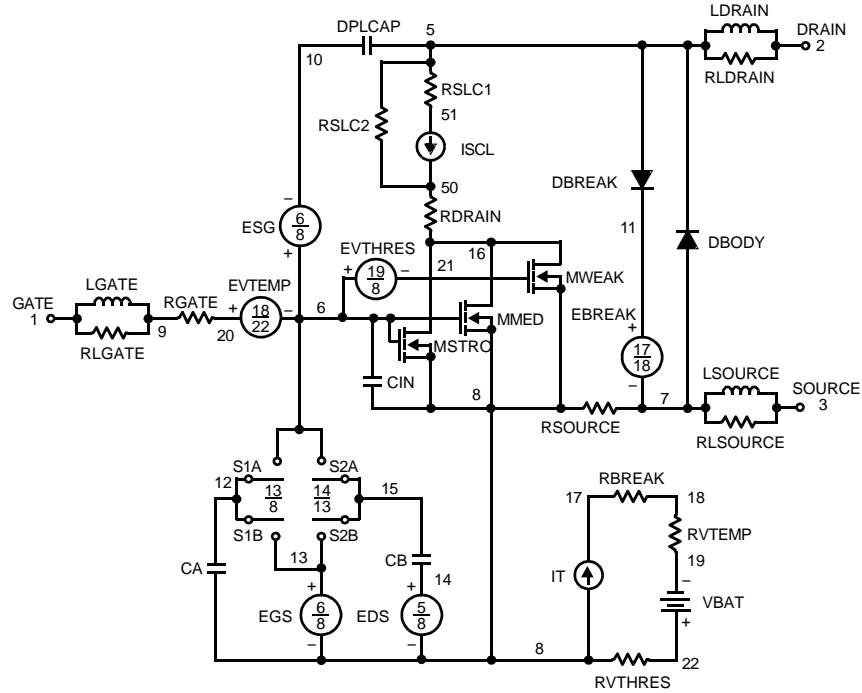 LDRAIN
DPLCAP
5
DRAIN
2
10
RLDRAIN
RSLC1
51
RSLC2
ISCL
50
DBREAK
RDRAIN
ESG
6
8
11
DBODY
EVTHRES
16
21
19
8
MWEAK
LGATE
EVTEMP
GATE
1
RGATE
18
22
6
EBREAK
MMED
9
20
MSTRO
RLGATE
17
18
LSOURCE
CIN
8
7
SOURCE
3
RSOURCE
RLSOURCE
S1A
S2A
12
13
8
14
13
15
RBREAK
17
18
S1B
S2B
RVTEMP
13
CB
19
CA
14
IT
VBAT
EGS
6
8
EDS
5
8
8
22
RVTHRES
+
−